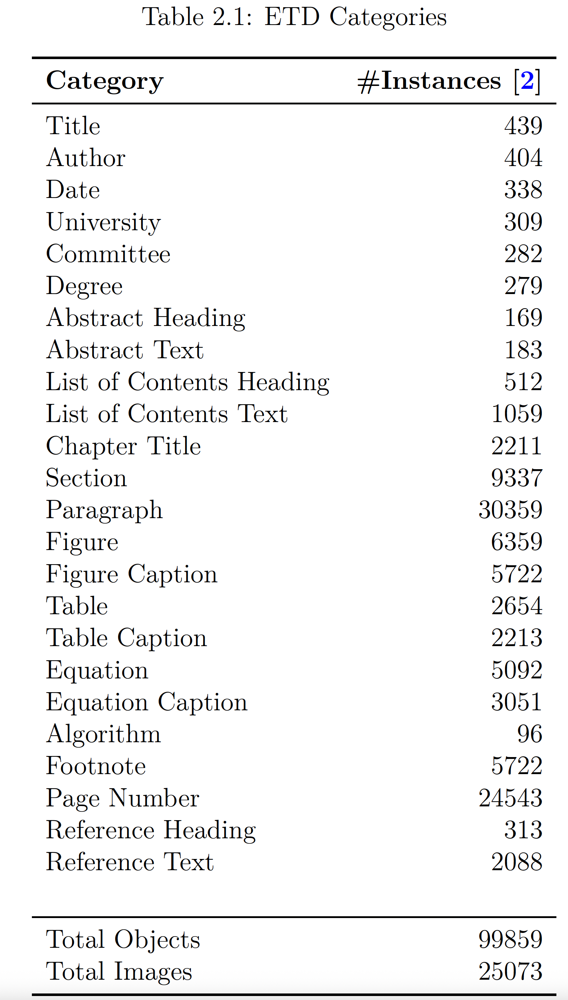 Table 2.1: ETD Categories
Category #Instances [2]
Title 439
Author 404
Date 338
University 309
Committee 282
Degree 279
Abstract Heading 169
Abstract Text 183
List of Contents Heading 512
List of Contents Text 1059
Chapter Title 2211
Section 9337
Paragraph 30359
Figure 6359
Figure Caption 5722
Table 2654
Table Caption 2213
Equation 5092
Equation Caption 3051
Algorithm 96
Footnote 5722
Page Number 24543
Reference Heading 313
Reference Text 2088
Total Objects 99859
Total Images 25073